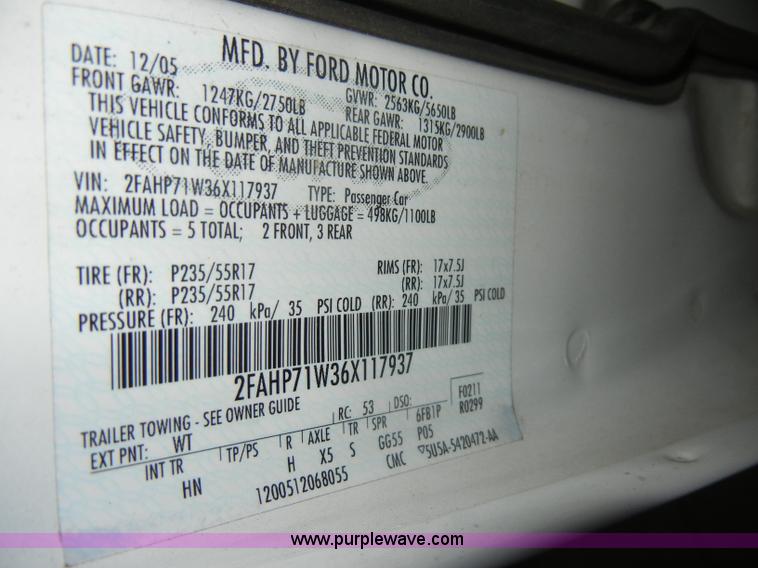 MFD. BY FORD MOTOR CO.
DATE: 12/05 GVWR: 2563KG/5650LB
FRONT GAWR: 1247KG/2750LB REAR GAWR: 1315KG/2900LB
THIS VEHICLE CONFORMS TO ALL APPLICABLE FEDERAL MOTOR
VEHICLE SAFETY, BUMPER, AND THEFT PREVENTION STANDARDS
IN EFFECT ON THE DATE OF MANUFACTURE SHOWN ABOVE.
VIN: 2FAHP71W36X117937 TYPE: Passenger Car
MAXIMUM LOAD = OCCUPANTS + LUGGAGE = 498KG/1100LB
OCCUPANTS = 5 TOTAL; 2 FRONT, 3 REAR
TIRE (FR): P235/55R17 RIMS (FR): 17x7.5J
(RR): P235/55R17 (RR): 17x7.5J
PRESSURE (FR): 240 kPa/ 35 PSI COLD (RR): 240 kPa/ 35 PSI COLD
2FAHP71W36X117937
F0211
TRAILER TOWING - SEE OWNER GUIDE RC: 53 DSO: 6FB1P R0299
EXT PNT: WT TP/PS R AXLE TR SPR P05
INT TR H X5 S GG55
HN 1200512068055 CMC 5U5A-5420472-AA
www.purplewave.com